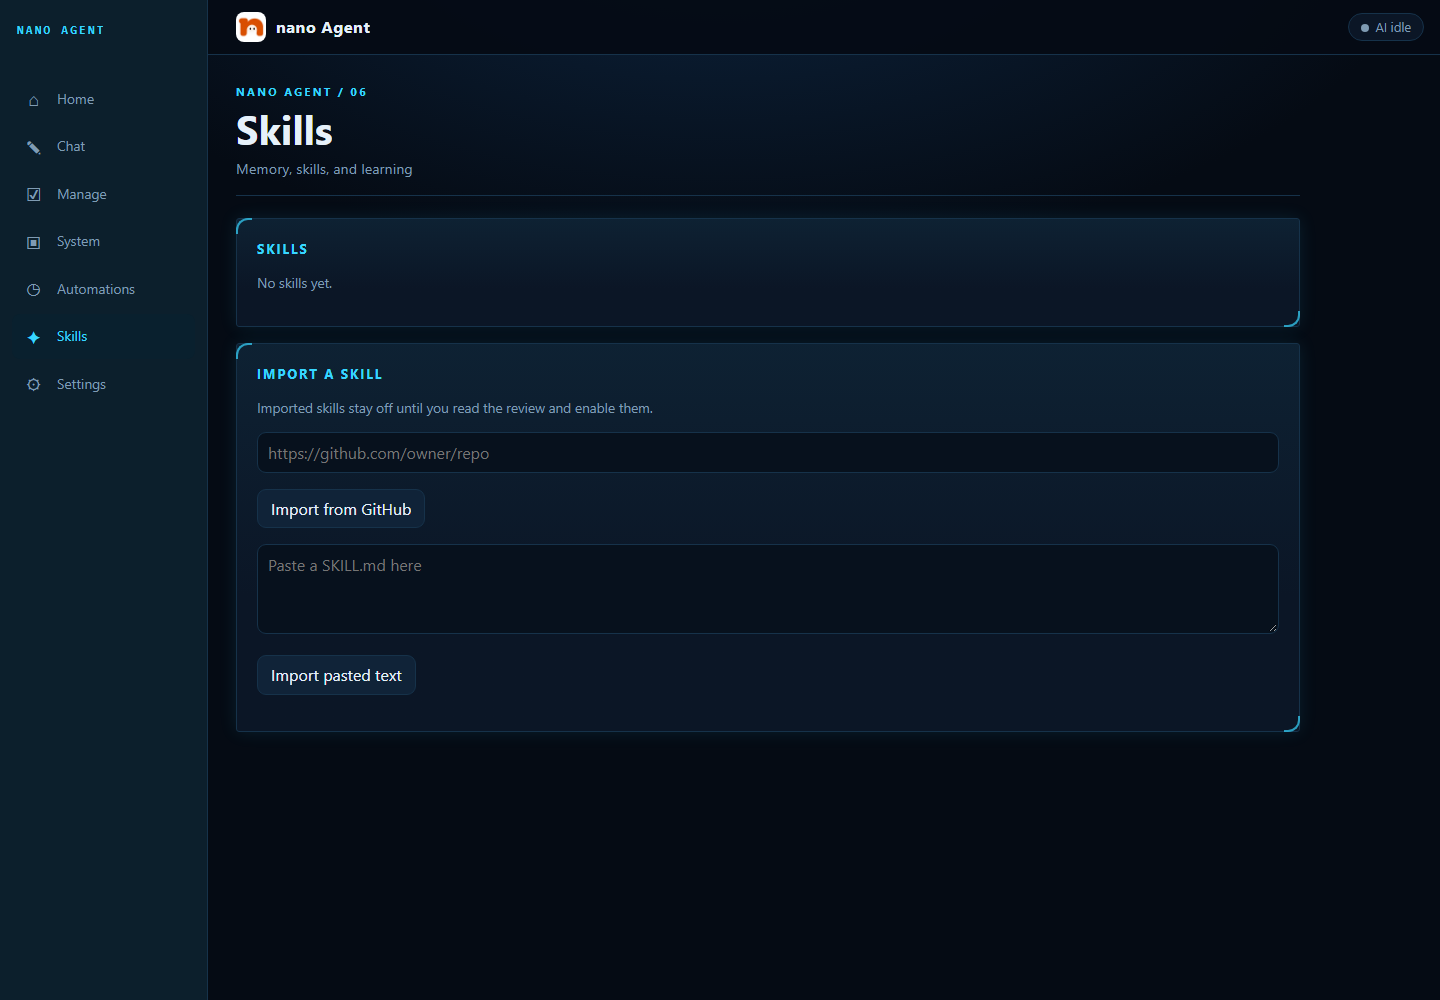 NANO AGENT
nano Agent
AI idle
Home
Chat
Manage
System
Automations
Skills
Settings
NANO AGENT / 06
Skills
Memory, skills, and learning
SKILLS
No skills yet.
IMPORT A SKILL
Imported skills stay off until you read the review and enable them.
https://github.com/owner/repo
Import from GitHub
Paste a SKILL.md here
Import pasted text